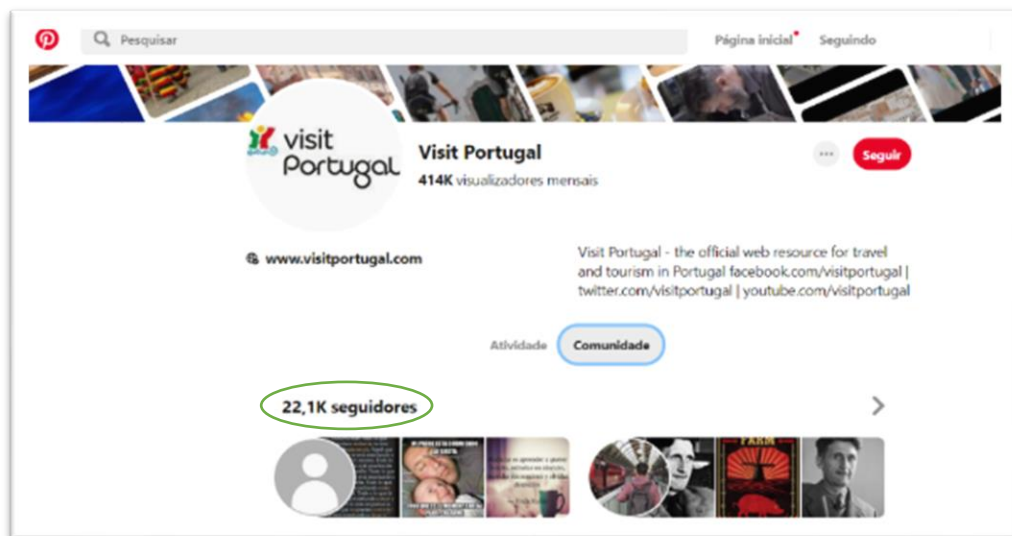 Pesquisar
Página inicial
Seguindo
visit
Portugal
Visit Portugal
414K visualizadores mensais
Seguir
www.visitportugal.com
Visit Portugal - the official web resource for travel
and tourism in Portugal facebook.com/visitportugal |
twitter.com/visitportugal | youtube.com/visitportugal
Atividade
Comunidade
22,1K seguidores
FARM